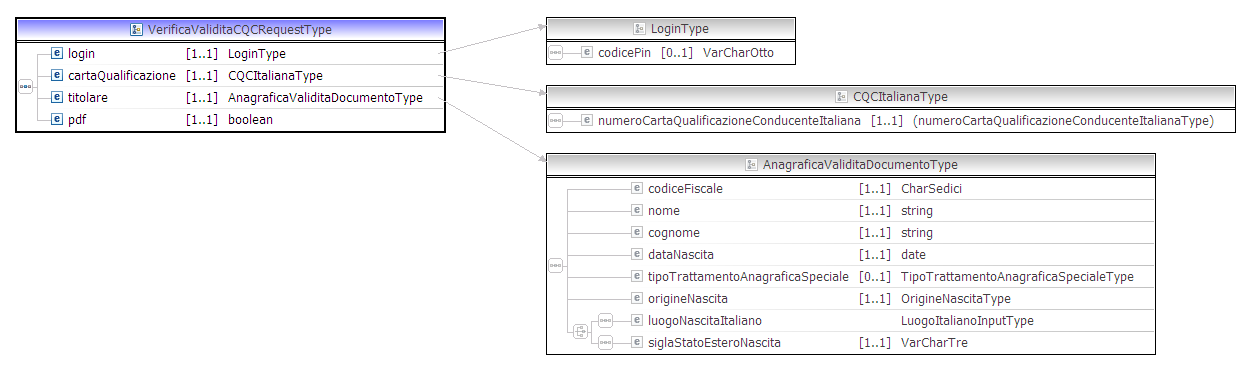 VerificaValiditaCQCRequestType
e login [1..1] LoginType
e cartaQualificazione [1..1] CQCItalianaType
e titolare [1..1] AnagraficaValiditaDocumentoType
e pdf [1..1] boolean
LoginType
e codicePin [0..1] VarCharOtto
CQCItalianaType
e numeroCartaQualificazioneConducenteItaliana [1..1] (numeroCartaQualificazioneConducenteItalianaType)
AnagraficaValiditaDocumentoType
e codiceFiscale [1..1] CharSedici
e nome [1..1] string
e cognome [1..1] string
e dataNascita [1..1] date
e tipoTrattamentoAnagraficaSpeciale [0..1] TipoTrattamentoAnagraficaSpecialeType
e origineNascita [1..1] OrigineNascitaType
e luogoNascitaItaliano LuogoItalianoInputType
e siglaStatoEsteroNascita [1..1] VarCharTre